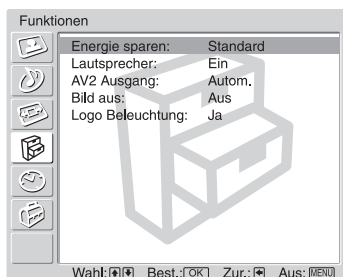 Funktionen
Energie sparen: Standard
Lautsprecher: Ein
AV2 Ausgang: Autom.
Bild aus: Aus
Logo Beleuchtung: Ja
Wahl: Best.: OK Zur.: Aus: MENU